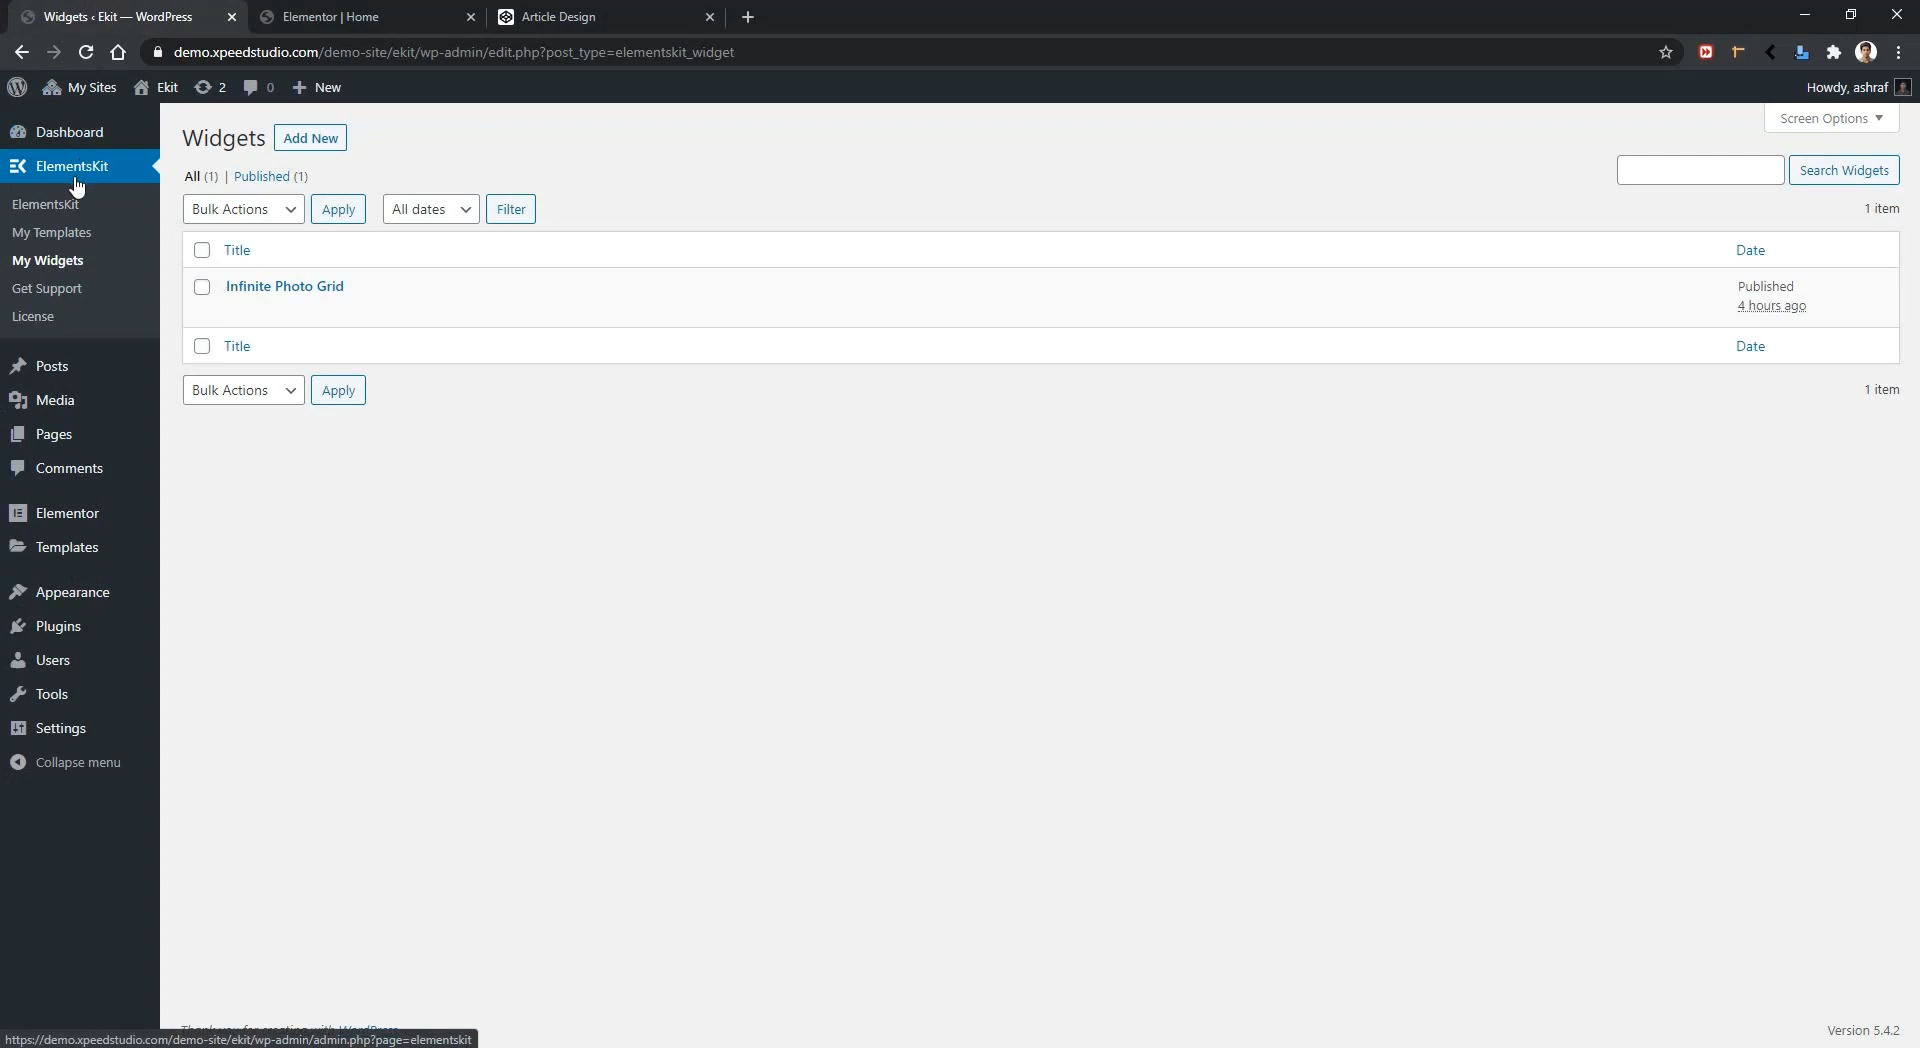 Widgets ‹ Ekit — WordPress
Elementor | Home
Article Design
demo.xpeedstudio.com/demo-site/ekit/wp-admin/edit.php?post_type=elementskit_widget
My Sites
Ekit
2
0
New
Howdy, ashraf
Dashboard
ElementsKit
ElementsKit
My Templates
My Widgets
Get Support
License
Posts
Media
Pages
Comments
Elementor
Templates
Appearance
Plugins
Users
Tools
Settings
Collapse menu
Screen Options
Widgets
Add New
All (1) | Published (1)
Search Widgets
Bulk Actions
Apply
All dates
Filter
1 item
Title
Date
Infinite Photo Grid
Published
4 hours ago
Title
Date
Bulk Actions
Apply
1 item
Thank you for creating with WordPress
Version 5.4.2
https://demo.xpeedstudio.com/demo-site/ekit/wp-admin/admin.php?page=elementskit